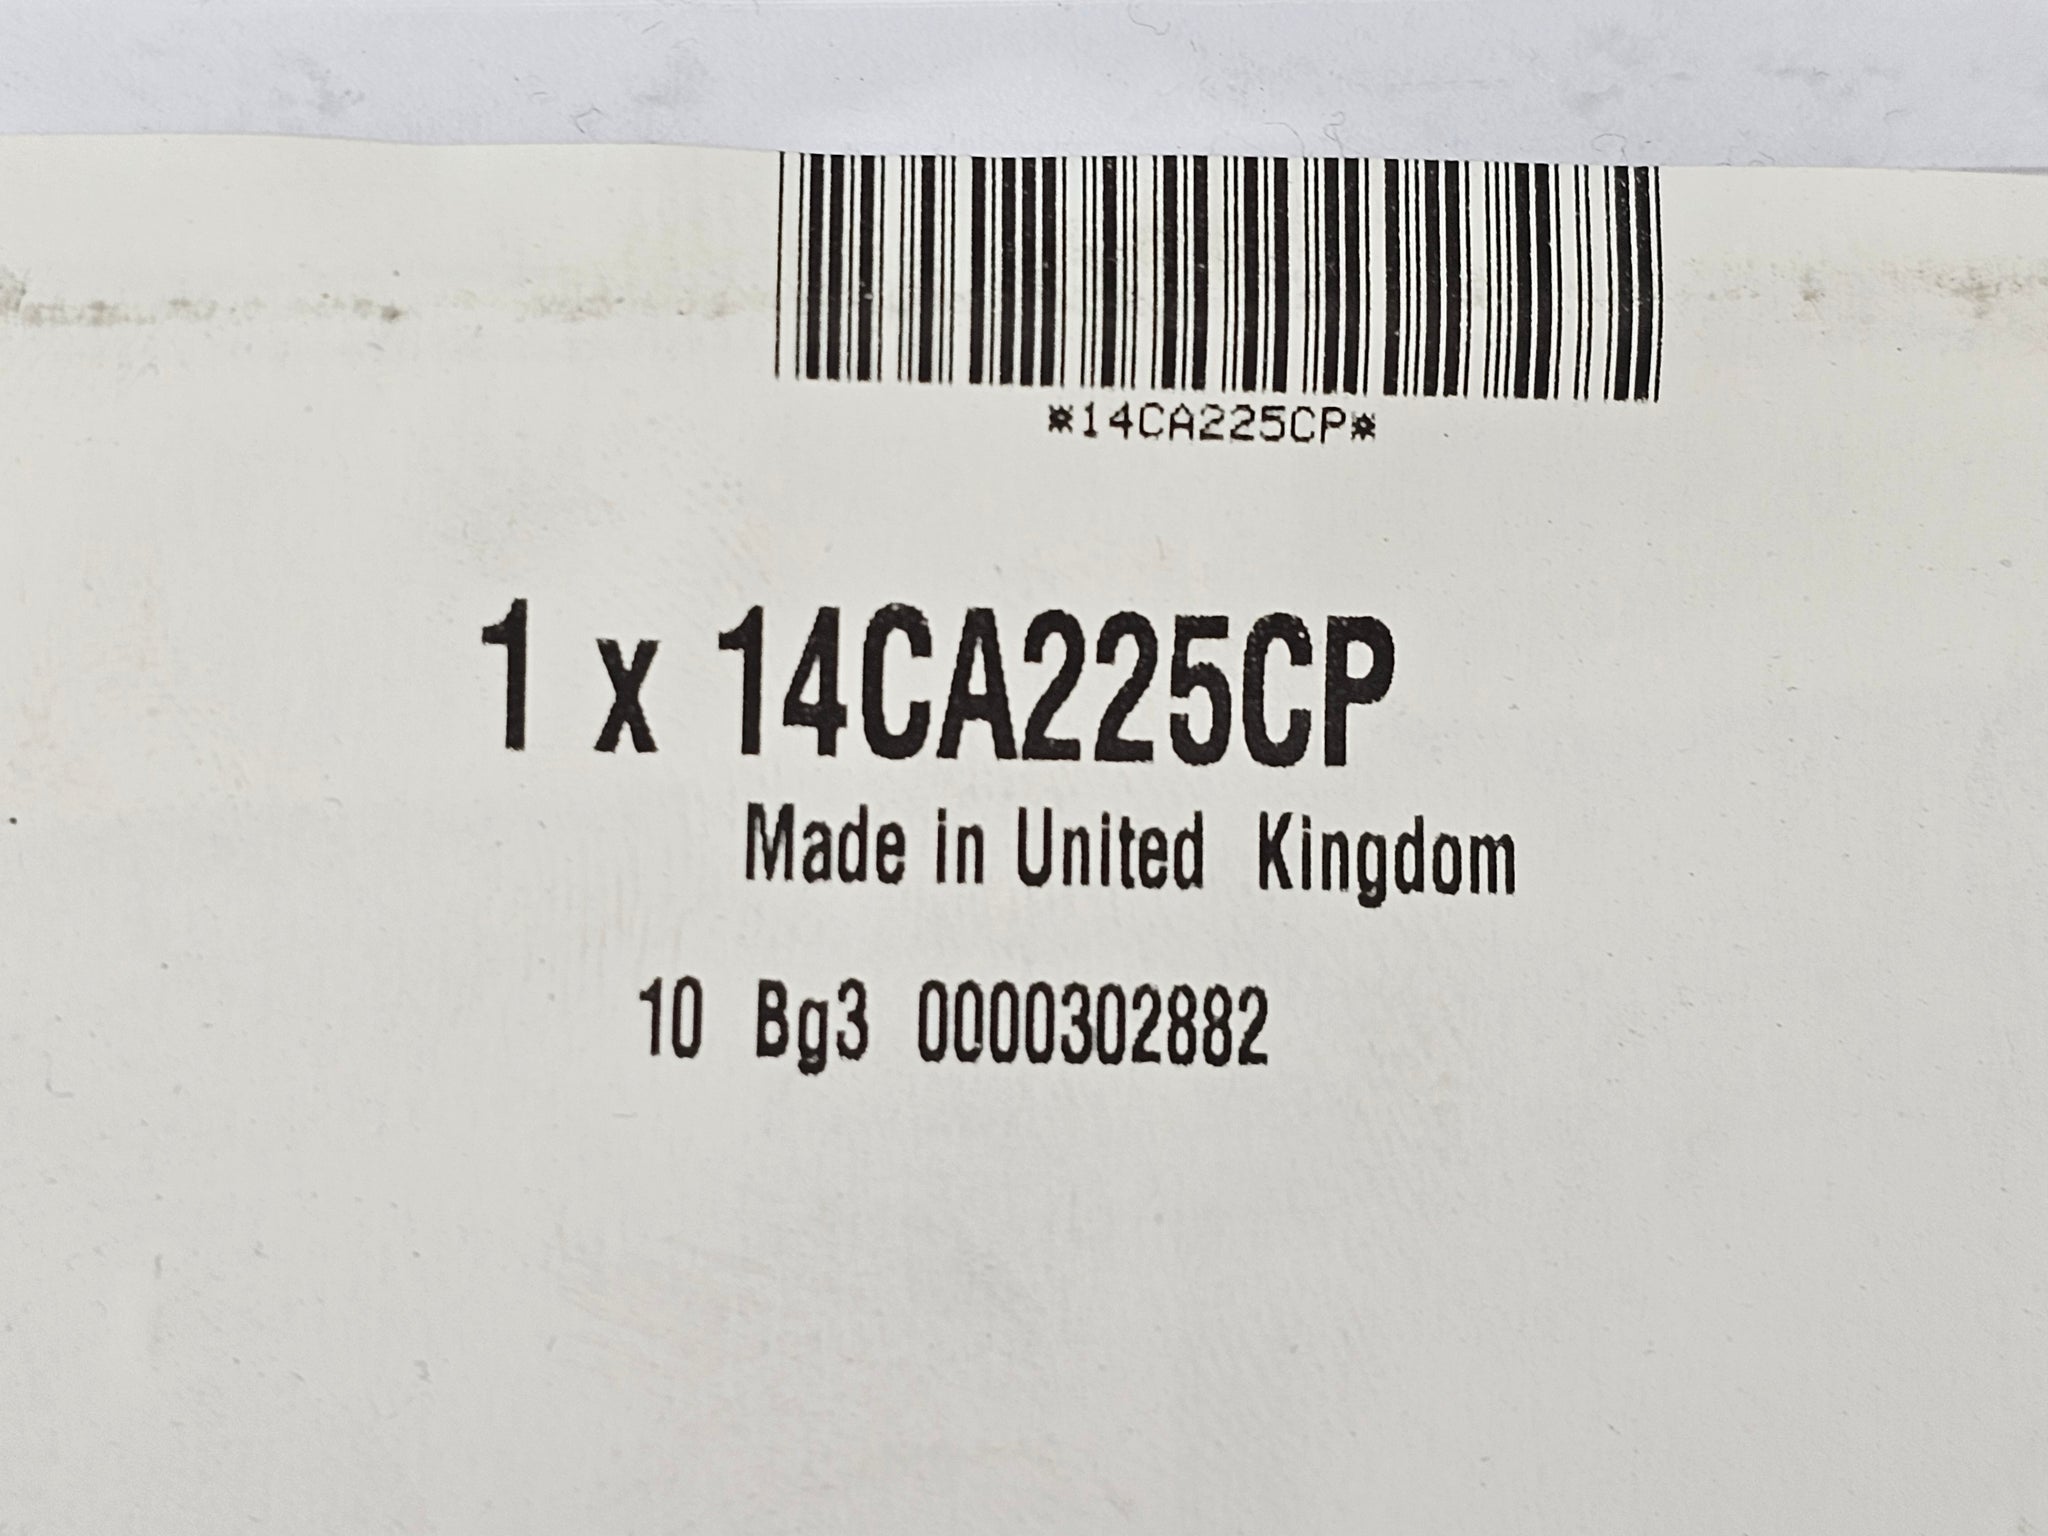 *14CA225CP*
1 x 14CA225CP
Made in United Kingdom
10 Bg3 0000302882